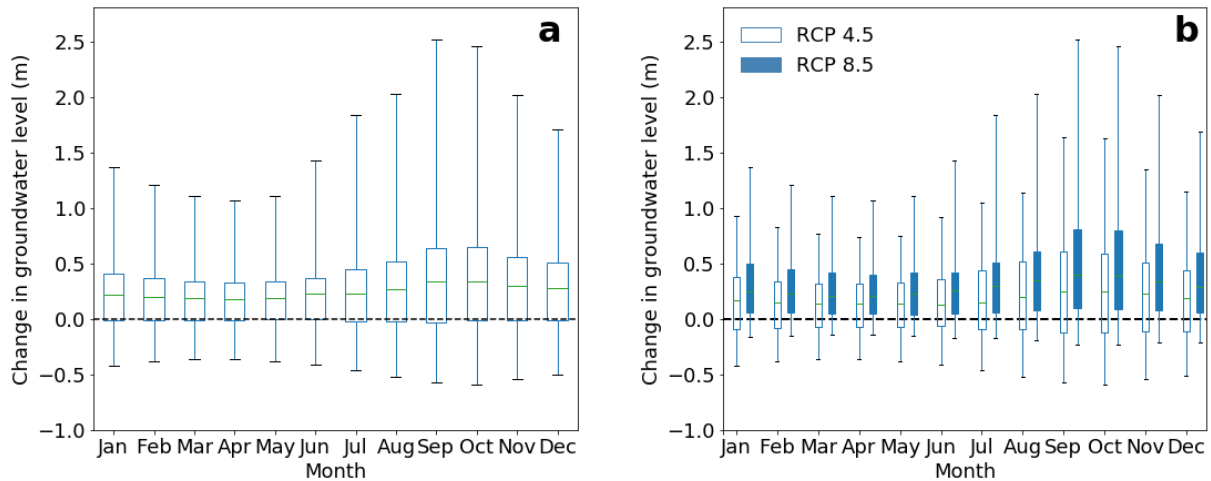 a
2.5
2.0
1.5
1.0
0.5
0.0
−0.5
−1.0
Change in groundwater level (m)
Jan Feb Mar Apr May Jun Jul Aug Sep Oct Nov Dec
Month
b
RCP 4.5
RCP 8.5
2.5
2.0
1.5
1.0
0.5
0.0
−0.5
−1.0
Change in groundwater level (m)
Jan Feb Mar Apr May Jun Jul Aug Sep Oct Nov Dec
Month